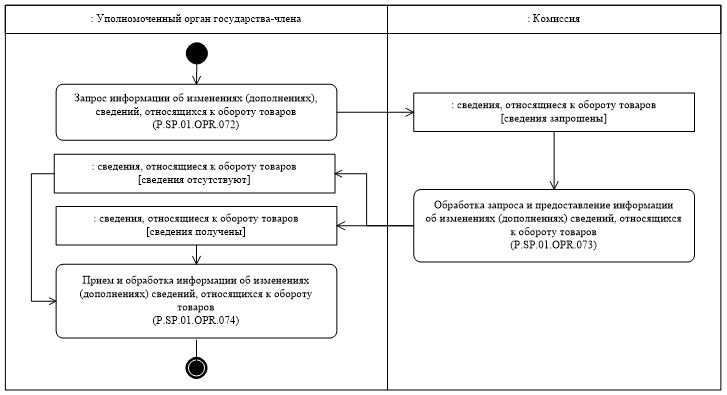 : Уполномоченный орган государства-члена
: Комиссия
Запрос информации об изменениях (дополнениях),
сведений, относящихся к обороту товаров
(P.SP.01.OPR.072)
: сведения, относящиеся к обороту товаров
[сведения запрошены]
: сведения, относящиеся к обороту товаров
[сведения отсутствуют]
Обработка запроса и предоставление информации
об изменениях (дополнениях) сведений, относящихся
к обороту товаров
(P.SP.01.OPR.073)
: сведения, относящиеся к обороту товаров
[сведения получены]
Прием и обработка информации об изменениях
(дополнениях) сведений, относящихся к обороту
товаров
(P.SP.01.OPR.074)